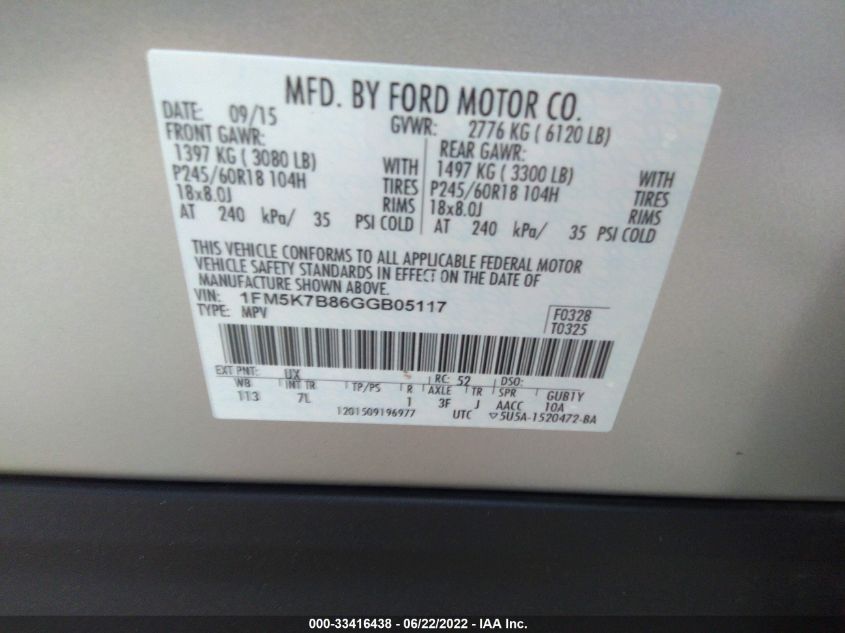 MFD. BY FORD MOTOR CO.
DATE: 09/15 GVWR: 2776 KG ( 6120 LB)
FRONT GAWR: REAR GAWR:
1397 KG ( 3080 LB) WITH 1497 KG ( 3300 LB) WITH
P245/60R18 104H TIRES P245/60R18 104H TIRES
18x8.0J RIMS 18x8.0J RIMS
AT 240 kPa/ 35 PSI COLD AT 240 kPa/ 35 PSI COLD
THIS VEHICLE CONFORMS TO ALL APPLICABLE FEDERAL MOTOR
VEHICLE SAFETY STANDARDS IN EFFECT ON THE DATE OF
MANUFACTURE SHOWN ABOVE.
VIN: 1FM5K7B86GGB05117
TYPE: MPV F0328
T0325
EXT PNT: UX RC: 52 DSO:
WB INT TR TP/PS R AXLE TR SPR GUB1Y
113 7L 1 3F J AACC 10A
1201509196977 UTC ▽5U5A-1520472-BA
000-33416438 - 06/22/2022 - IAA Inc.